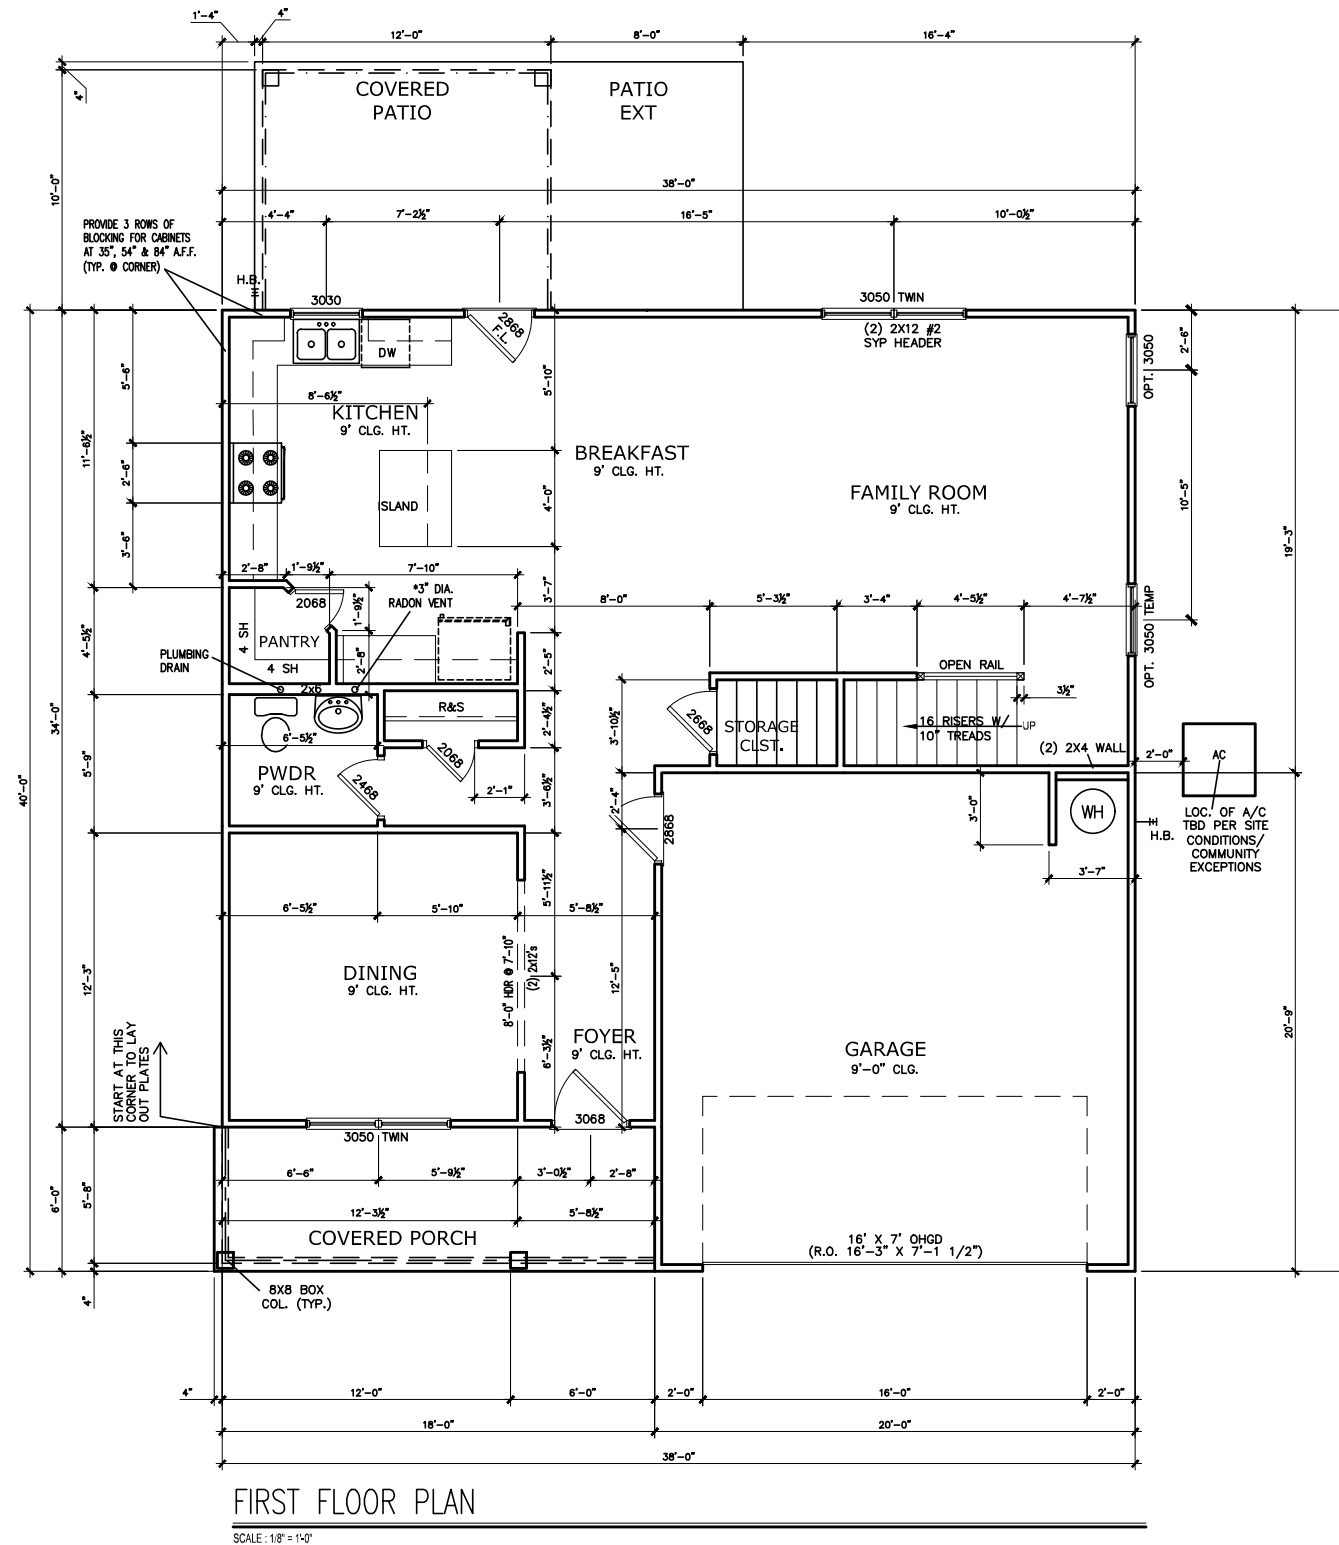 1'-4"
4"
12'-0"
8'-0"
16'-4"
4"
COVERED
PATIO
PATIO
EXT
10'-0"
38'-0"
4'-4"
7'-2½"
16'-5"
10'-0½"
PROVIDE 3 ROWS OF
BLOCKING FOR CABINETS
AT 35", 54" & 84" A.F.F.
(TYP. @ CORNER)
H.B.
3030
2868
F.L.
3050 TWIN
(2) 2X12 #2
SYP HEADER
DW
2'-6"
OPT. 3050
5'-6"
5'-10"
8'-6½"
KITCHEN
9' CLG. HT.
11'-6½"
BREAKFAST
9' CLG. HT.
2'-6"
ISLAND
4'-0"
FAMILY ROOM
9' CLG. HT.
10'-5"
19'-3"
3'-6"
2'-8"
1'-9½"
7'-10"
*3" DIA.
RADON VENT
3'-7"
2068
1'-9½"
8'-0"
5'-3½"
3'-4"
4'-5½"
4'-7½"
OPT. 3050 TEMP
4'-5½"
4 SH
PANTRY
4 SH
2'-8"
PLUMBING
DRAIN
2x6
2'-5"
OPEN RAIL
3½"
34'-0"
40'-0"
R&S
2'-4½"
3'-10½"
2668
STORAGE
CLST.
16 RISERS W/
10" TREADS
UP
(2) 2X4 WALL
2'-0"
AC
5'-9"
6'-5½"
PWDR
9' CLG. HT.
2068
2468
2'-1"
3'-6½"
2'-4"
2868
3'-0"
WH
H.B.
LOC. OF A/C
TBD PER SITE
CONDITIONS/
COMMUNITY
EXCEPTIONS
3'-7"
6'-5½"
5'-10"
5'-11½"
5'-8½"
12'-3"
DINING
9' CLG. HT.
8'-0" HDR @ 7'-10"
(2) 2x12's
12'-5"
START AT THIS
CORNER TO LAY
OUT PLATES
6'-3½"
FOYER
9' CLG. HT.
GARAGE
9'-0" CLG.
20'-9"
3068
3050 TWIN
6'-6"
5'-9½"
3'-0½"
2'-8"
6'-0"
5'-8"
12'-3½"
5'-8½"
COVERED PORCH
16' X 7' OHGD
(R.O. 16'-3" X 7'-1 1/2")
4"
8X8 BOX
COL. (TYP.)
4"
12'-0"
6'-0"
2'-0"
16'-0"
2'-0"
18'-0"
20'-0"
38'-0"
FIRST FLOOR PLAN
SCALE : 1/8" = 1'-0"